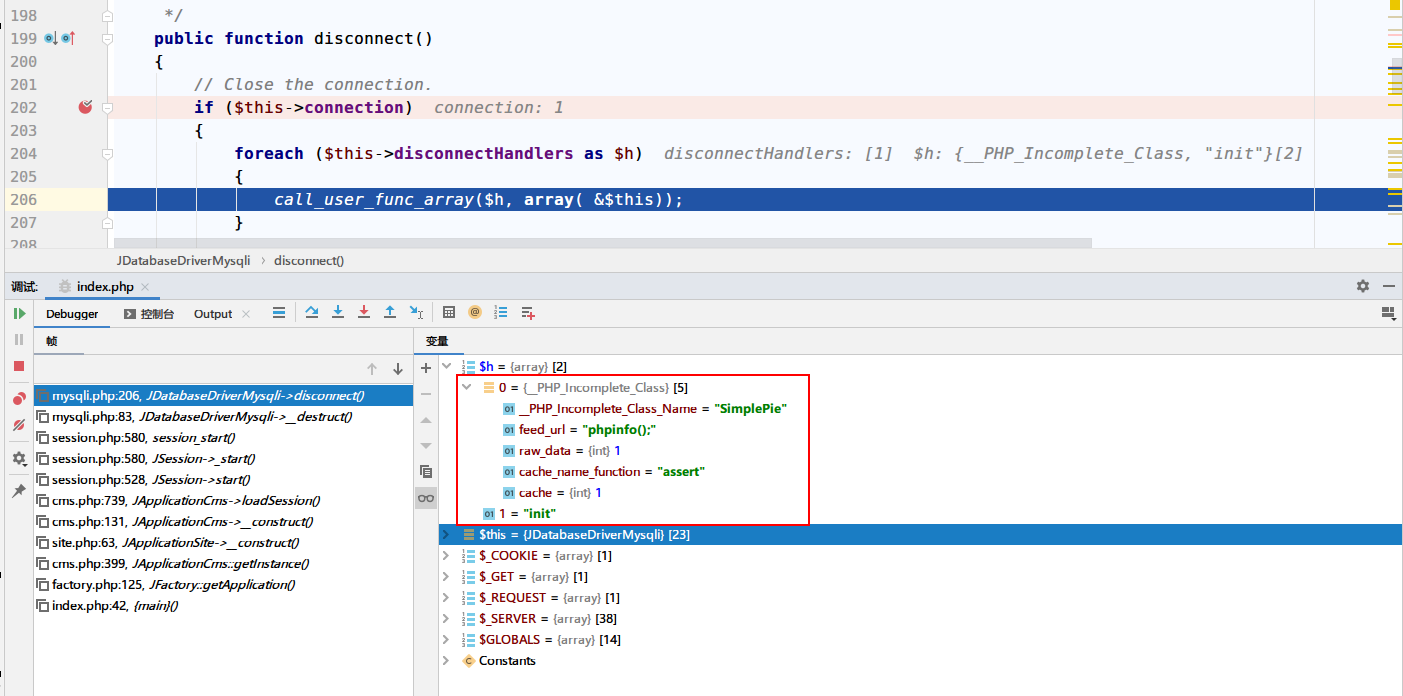 198 */
199 public function disconnect()
200 {
201 // Close the connection.
202 if ($this->connection) connection: 1
203 {
204 foreach ($this->disconnectHandlers as $h) disconnectHandlers: [1] $h: {__PHP_Incomplete_Class, "init"}[2]
205 {
206 call_user_func_array($h, array( &$this));
207 }
208
JDatabaseDriverMysqli › disconnect()
调试: index.php
Debugger 控制台 Output
帧
mysqli.php:206, JDatabaseDriverMysqli->disconnect()
mysqli.php:83, JDatabaseDriverMysqli->__destruct()
session.php:580, session_start()
session.php:580, JSession->_start()
session.php:528, JSession->start()
cms.php:739, JApplicationCms->loadSession()
cms.php:131, JApplicationCms->__construct()
site.php:63, JApplicationSite->__construct()
cms.php:399, JApplicationCms::getInstance()
factory.php:125, JFactory::getApplication()
index.php:42, {main}()
变量
$h = {array} [2]
0 = {__PHP_Incomplete_Class} [5]
__PHP_Incomplete_Class_Name = "SimplePie"
feed_url = "phpinfo();"
raw_data = {int} 1
cache_name_function = "assert"
cache = {int} 1
1 = "init"
$this = {JDatabaseDriverMysqli} [23]
$_COOKIE = {array} [1]
$_GET = {array} [1]
$_REQUEST = {array} [1]
$_SERVER = {array} [38]
$GLOBALS = {array} [14]
Constants